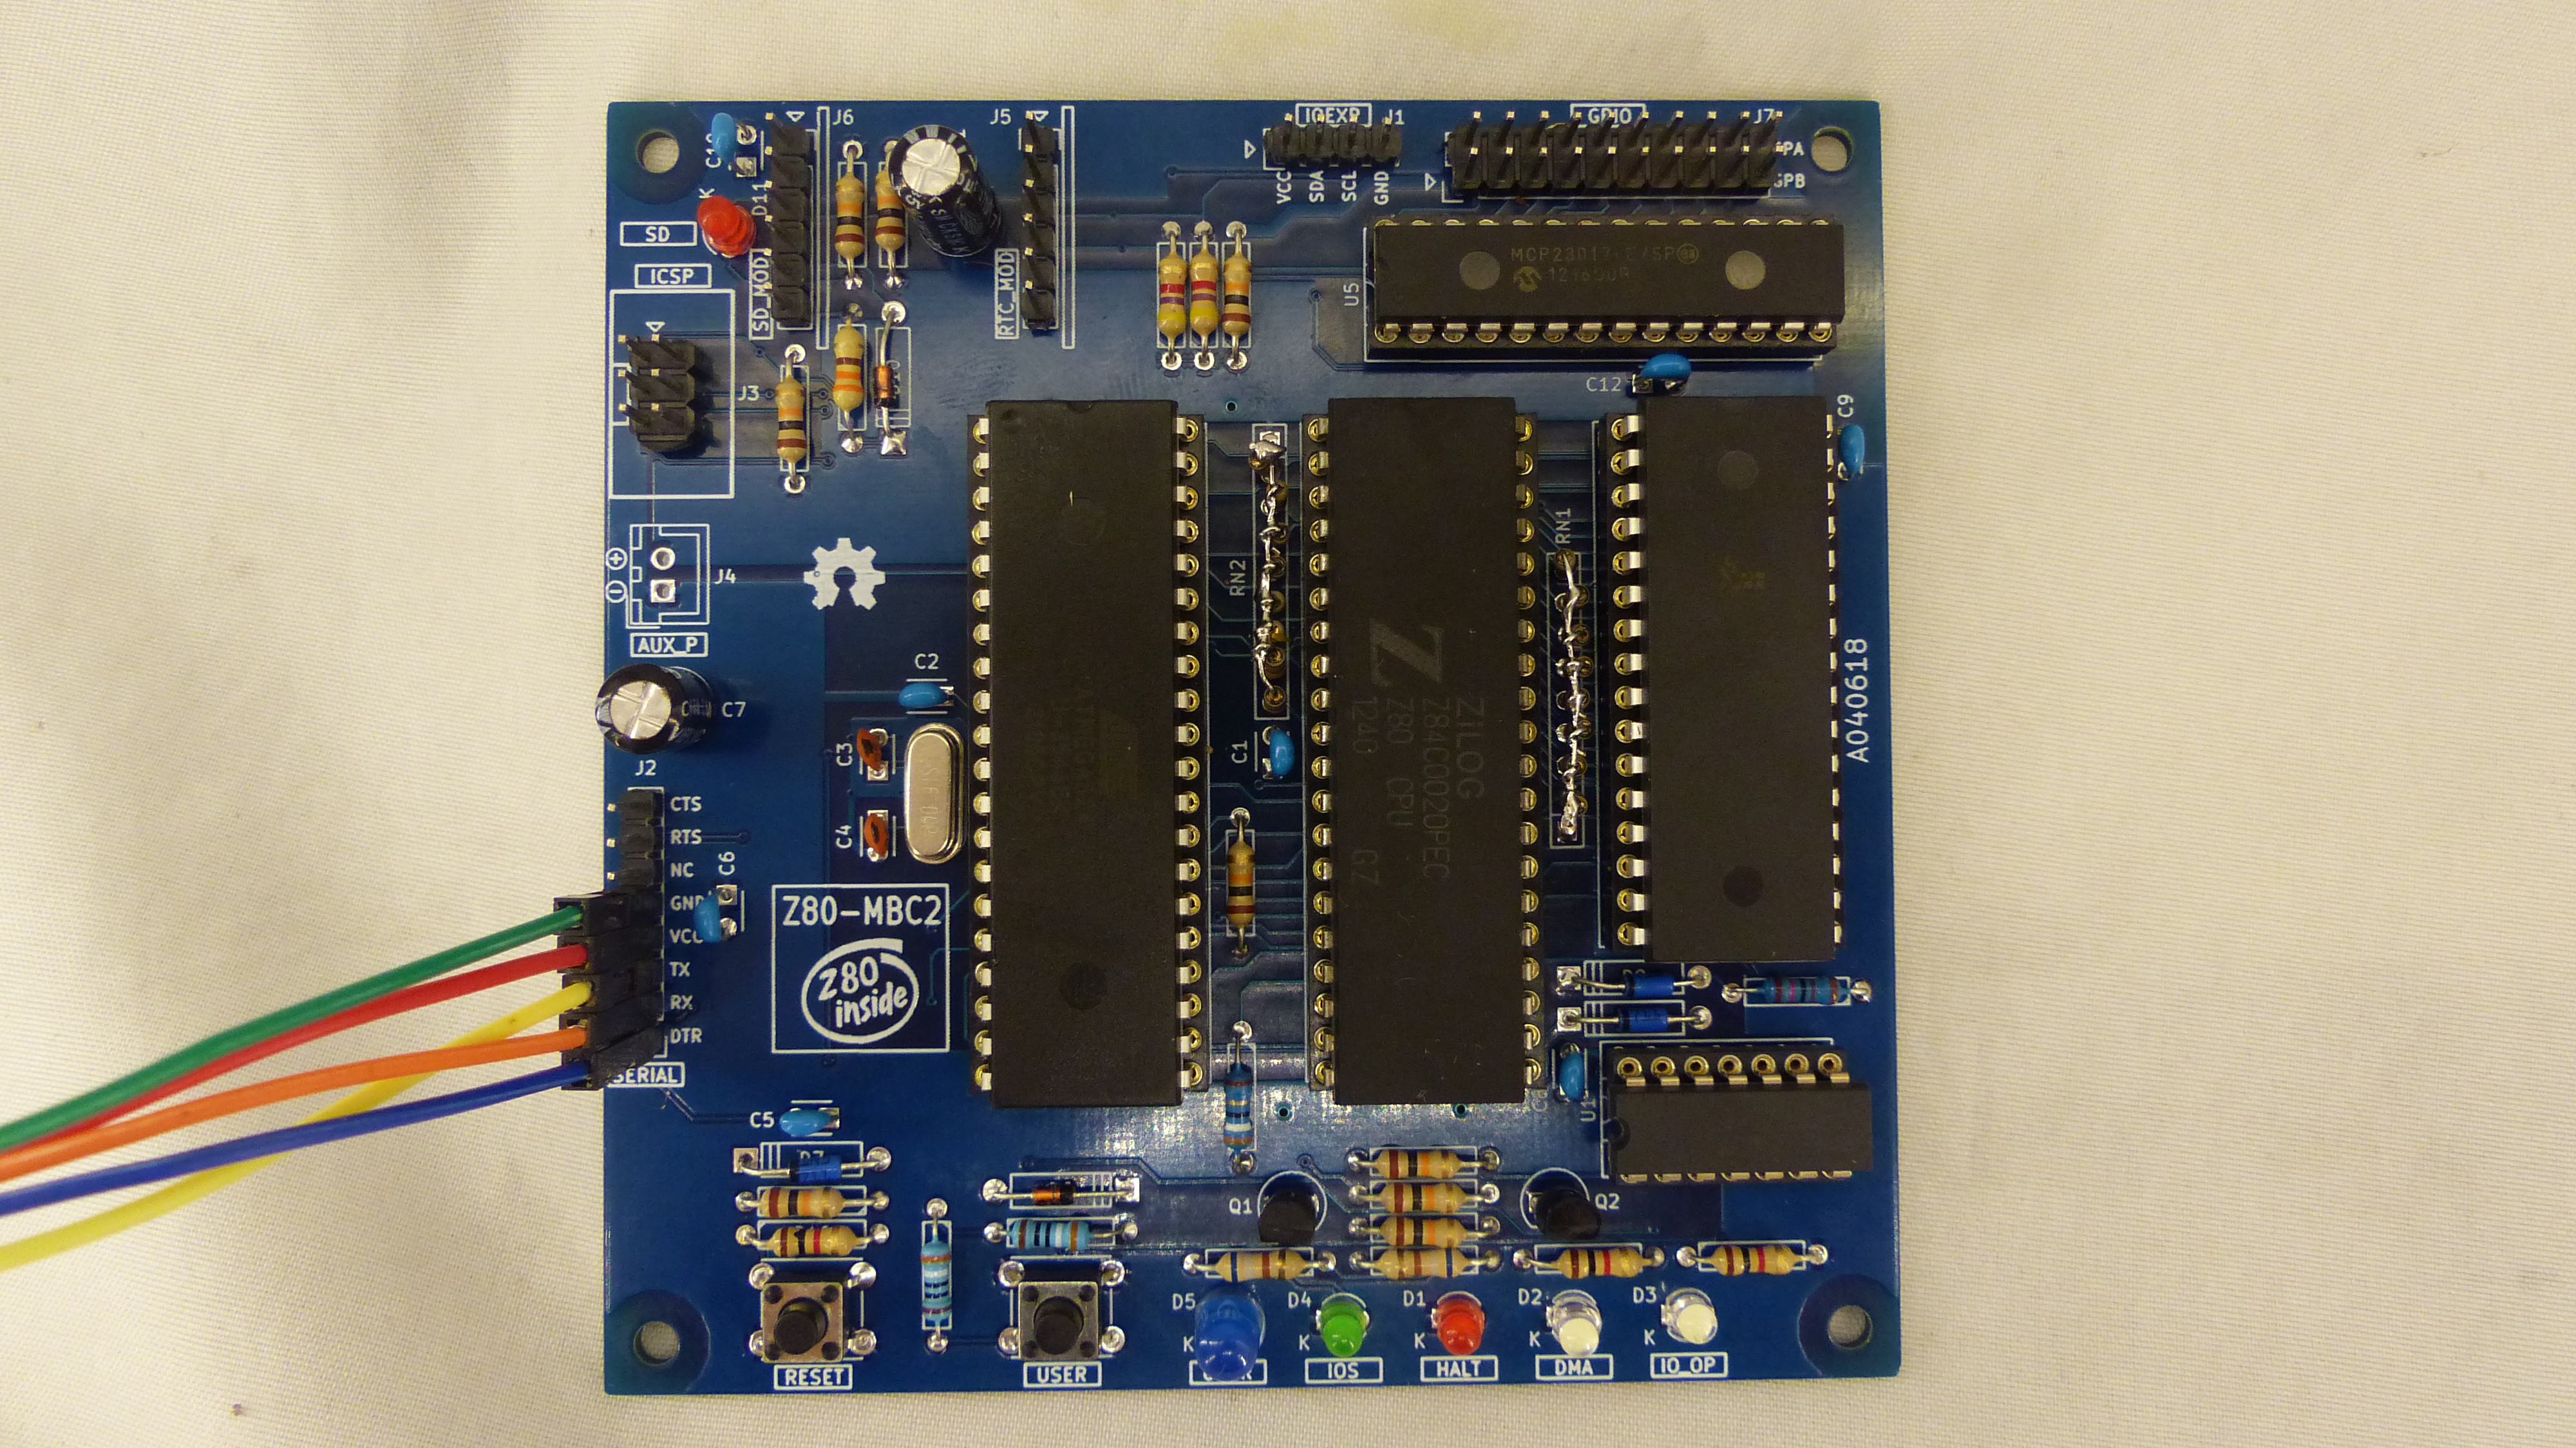 J6
J5
IOEXP
J1
GPIO
J7
GPA
GPB
VCC
SDA
SCL
GND
K
D11
SD
ICSP
SD_MOD
RTC_MOD
MCP23017-E/SP
U5
J3
C12
C9
RN1
RN2
J4
AUX_P
A040618
C2
C7
C3
C1
Z
ZILOG
Z84C0020PEC
Z80 CPU
1240 GZ
J2
CTS
RTS
NC
GND
VCC
TX
RX
DTR
SERIAL
C6
C4
Z80-MBC2
Z80
inside
C5
U1
Q1
Q2
D5
D4
D1
D2
D3
K
K
K
K
K
RESET
USER
IOS
HALT
DMA
IO_OP